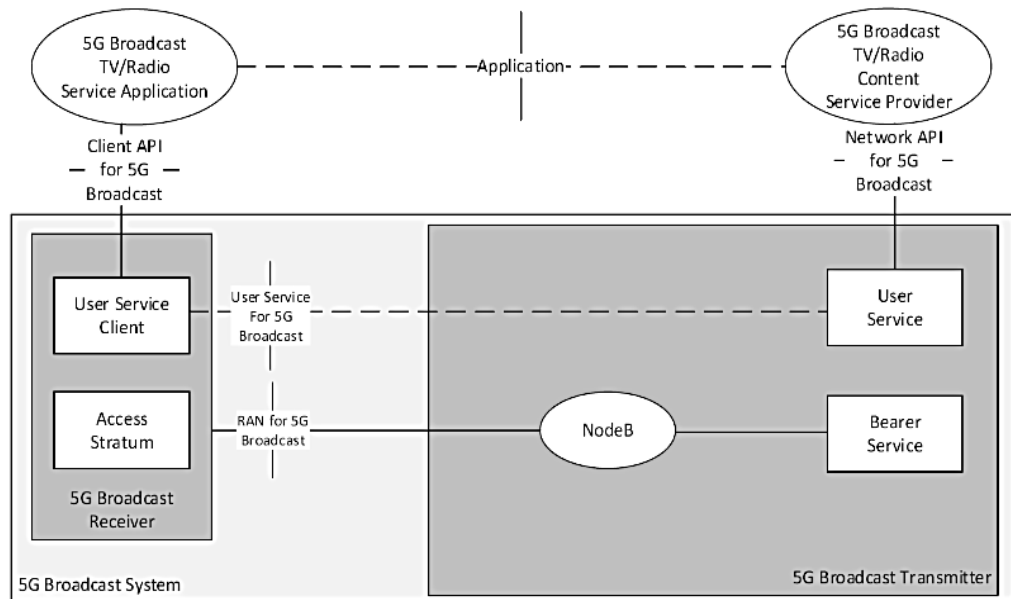 5G Broadcast
TV/Radio
Service Application
Application
5G Broadcast
TV/Radio
Content
Service Provider
Client API
for 5G
Broadcast
Network API
for 5G
Broadcast
User Service
Client
User Service
For 5G
Broadcast
User
Service
Access
Stratum
RAN for 5G
Broadcast
NodeB
Bearer
Service
5G Broadcast
Receiver
5G Broadcast System
5G Broadcast Transmitter